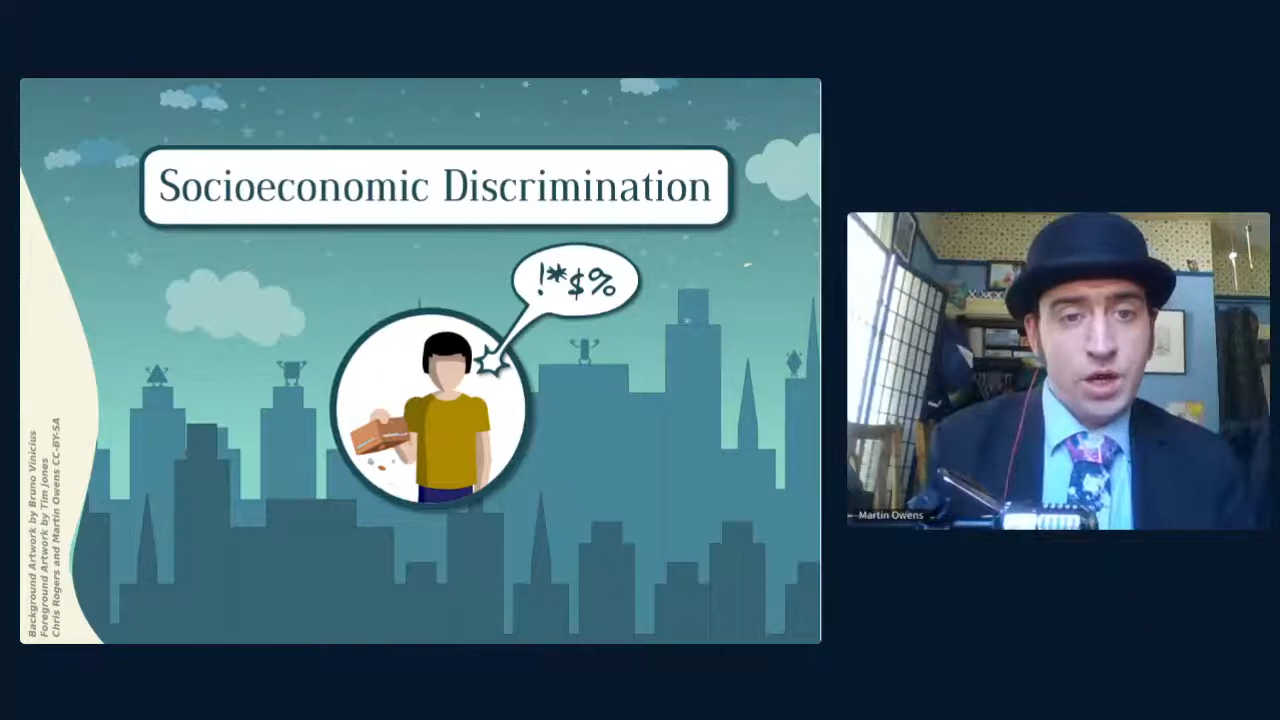 Socioeconomic Discrimination
!*$%
Background Artwork by Bruno Vinicius
Foreground Artwork by Tim Jones
Chris Rogers and Martin Owens CC-BY-SA
Martin Owens